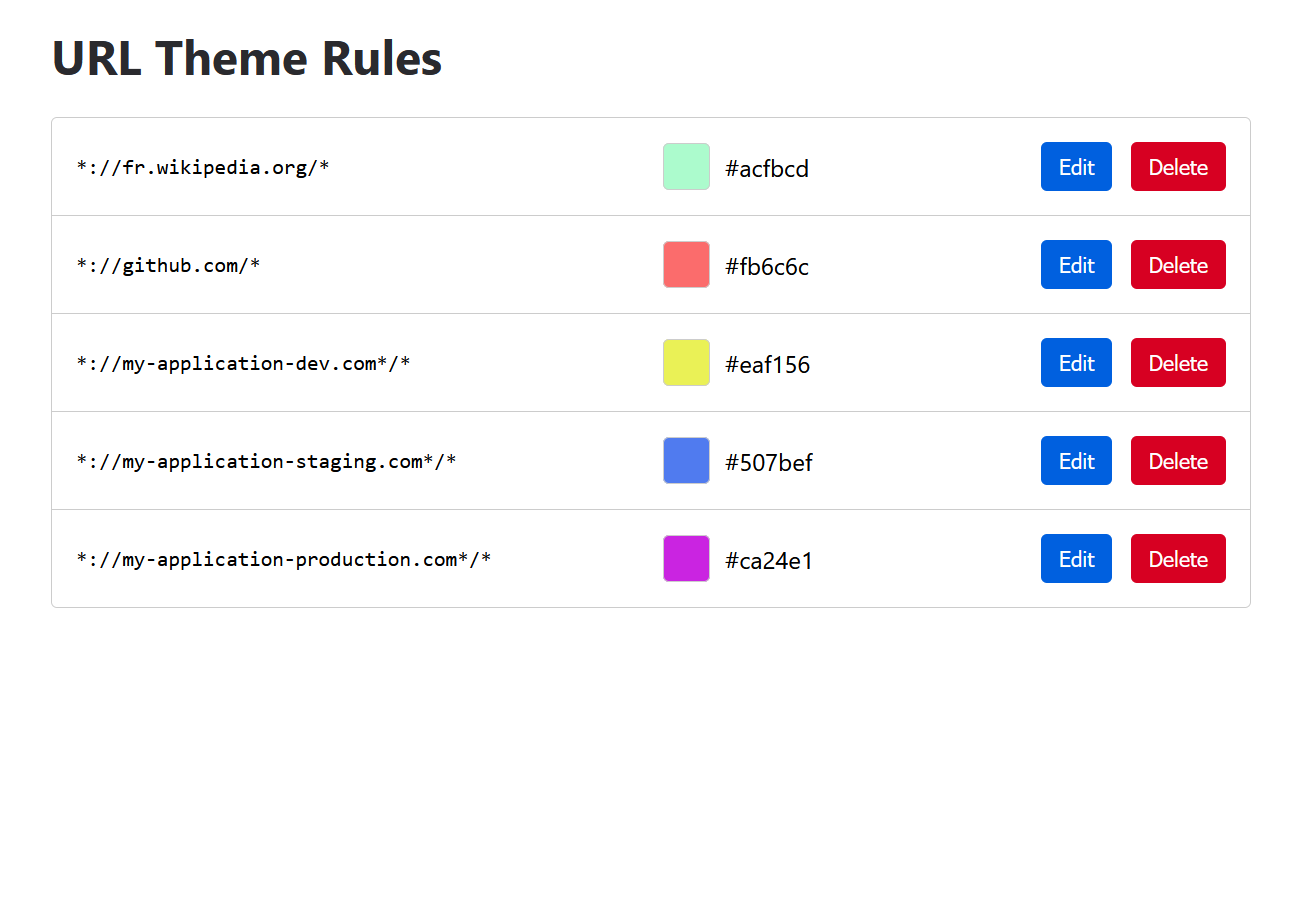 URL Theme Rules
*://fr.wikipedia.org/* #acfbcd Edit Delete
*://github.com/* #fb6c6c Edit Delete
*://my-application-dev.com*/* #eaf156 Edit Delete
*://my-application-staging.com*/* #507bef Edit Delete
*://my-application-production.com*/* #ca24e1 Edit Delete